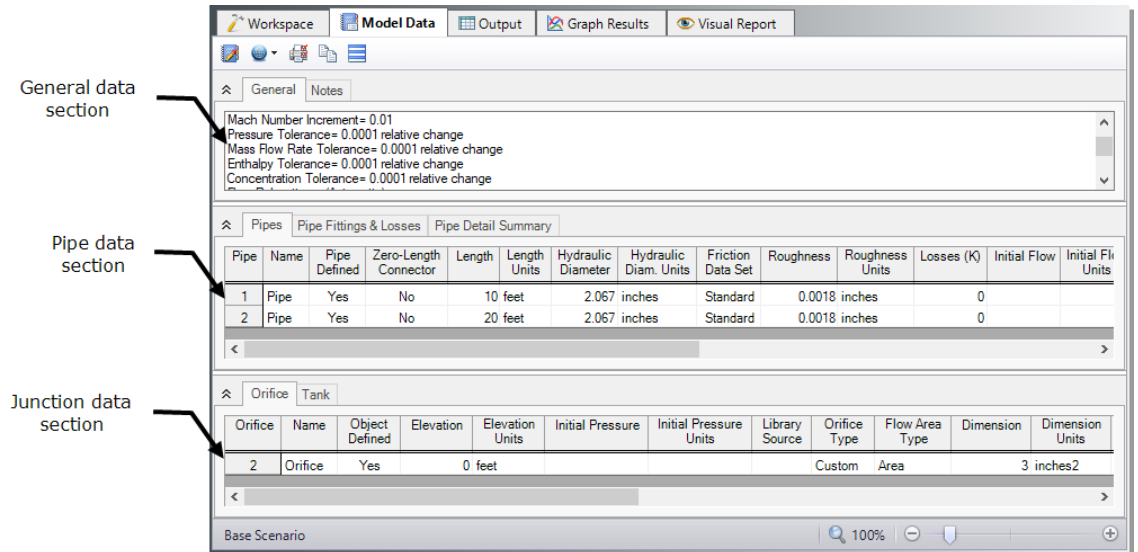 Workspace Model Data Output Graph Results Visual Report
General data
section
General Notes
Mach Number Increment= 0.01
Pressure Tolerance= 0.0001 relative change
Mass Flow Rate Tolerance= 0.0001 relative change
Enthalpy Tolerance= 0.0001 relative change
Concentration Tolerance= 0.0001 relative change
Pipe data
section
Pipes Pipe Fittings & Losses Pipe Detail Summary
Pipe Name Pipe Zero-Length Length Length Hydraulic Hydraulic Friction Roughness Roughness Losses (K) Initial Flow Initial
Defined Connector Units Diameter Diam. Units Data Set Units Units
1 Pipe Yes No 10 feet 2.067 inches Standard 0.0018 inches 0
2 Pipe Yes No 20 feet 2.067 inches Standard 0.0018 inches 0
Junction data
section
Orifice Tank
Orifice Name Object Elevation Elevation Initial Pressure Initial Pressure Library Orifice Flow Area Dimension Dimension
Defined Units Units Source Type Type Units
2 Orifice Yes 0 feet Custom Area 3 inches2
Base Scenario 100%